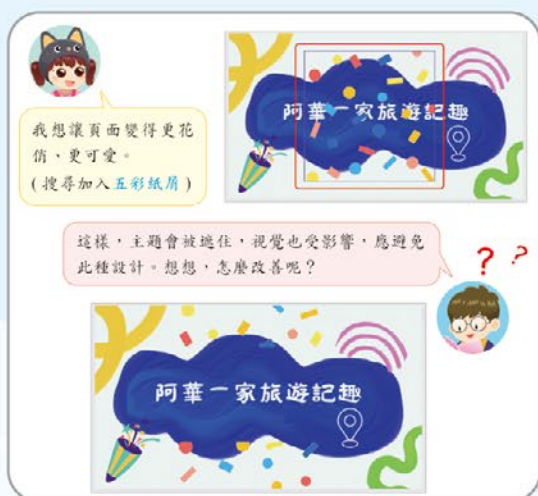 阿華一家旅遊記趣
我想讓頁面變得更花
俏、更可愛。
(搜尋加入五彩紙屑)
這樣，主題會被遮住，視覺也受影響，應避免
此種設計。想想，怎麼改善呢？
? ?
阿華一家旅遊記趣